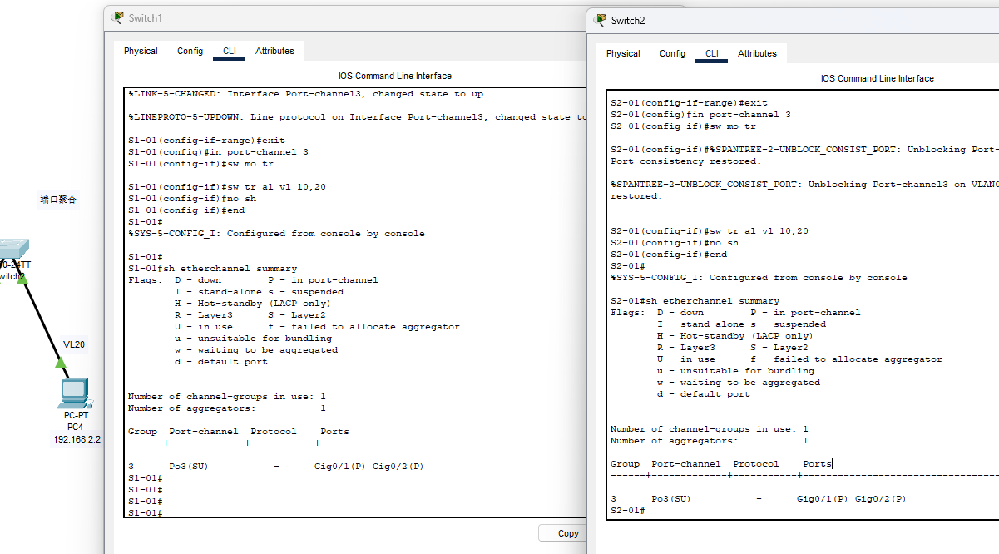 Switch1
Physical Config CLI Attributes
IOS Command Line Interface
%LINK-5-CHANGED: Interface Port-channel3, changed state to up
%LINEPROTO-5-UPDOWN: Line protocol on Interface Port-channel3, changed state to
S1-01(config-if-range)#exit
S1-01(config)#in port-channel 3
S1-01(config-if)#sw mo tr
S1-01(config-if)#sw tr al vl 10,20
S1-01(config-if)#no sh
S1-01(config-if)#end
S1-01#
%SYS-5-CONFIG_I: Configured from console by console
S1-01#
S1-01#sh etherchannel summary
Flags:  D - down        P - in port-channel
        I - stand-alone s - suspended
        H - Hot-standby (LACP only)
        R - Layer3      S - Layer2
        U - in use      f - failed to allocate aggregator
        u - unsuitable for bundling
        w - waiting to be aggregated
        d - default port
Number of channel-groups in use: 1
Number of aggregators:           1
Group  Port-channel  Protocol    Ports
------+-------------+-----------+----------------------------------------------
3      Po3(SU)           -      Gig0/1(P) Gig0/2(P)
S1-01#
S1-01#
S1-01#
S1-01#
Copy
Switch2
Physical Config CLI Attributes
IOS Command Line Interface
S2-01(config-if-range)#exit
S2-01(config)#in port-channel 3
S2-01(config-if)#sw mo tr
S2-01(config-if)#%SPANTREE-2-UNBLOCK_CONSIST_PORT: Unblocking Port-
Port consistency restored.
%SPANTREE-2-UNBLOCK_CONSIST_PORT: Unblocking Port-channel3 on VLAN0
restored.
S2-01(config-if)#sw tr al vl 10,20
S2-01(config-if)#no sh
S2-01(config-if)#end
S2-01#
%SYS-5-CONFIG_I: Configured from console by console
S2-01#sh etherchannel summary
Flags:  D - down        P - in port-channel
        I - stand-alone s - suspended
        H - Hot-standby (LACP only)
        R - Layer3      S - Layer2
        U - in use      f - failed to allocate aggregator
        u - unsuitable for bundling
        w - waiting to be aggregated
        d - default port
Number of channel-groups in use: 1
Number of aggregators:           1
Group  Port-channel  Protocol    Ports
------+-------------+-----------+----------------------------------
3      Po3(SU)           -      Gig0/1(P) Gig0/2(P)
S2-01#
端口聚合
0-24TT
witch2
VL20
PC-PT
PC4
192.168.2.2